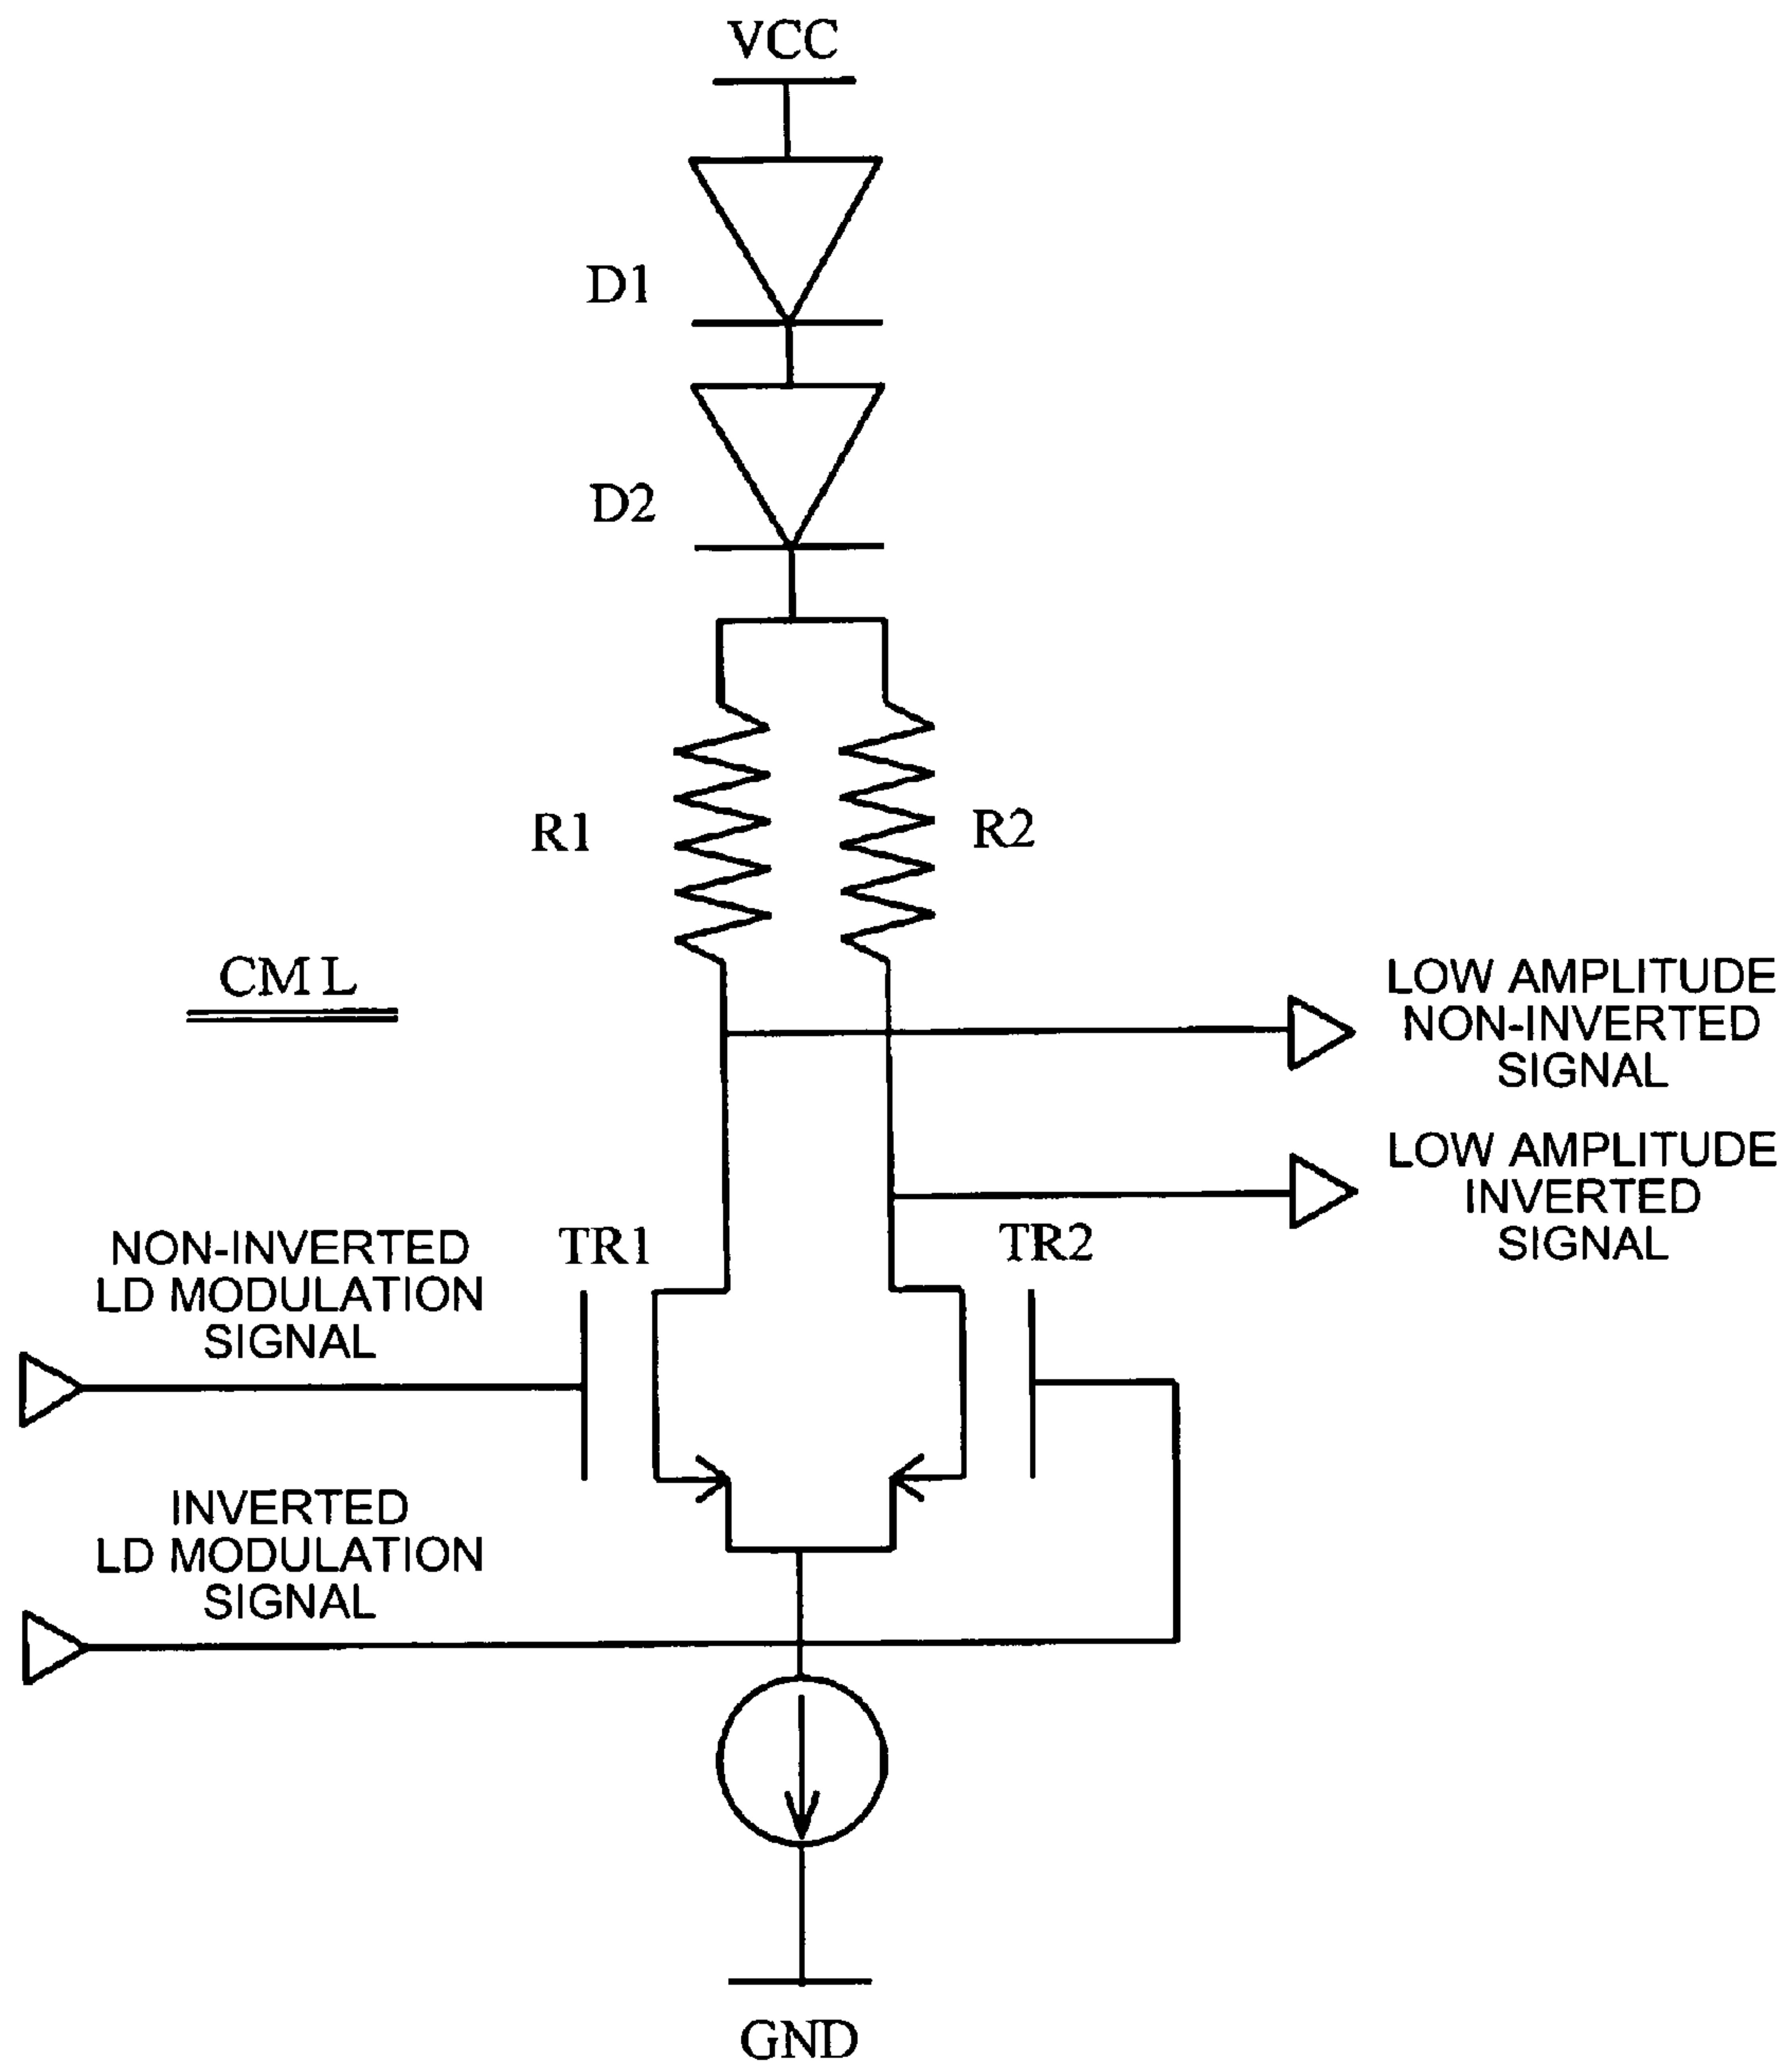 VCC
D1
D2
R1
R2
CML
LOW AMPLITUDE
NON-INVERTED
SIGNAL
LOW AMPLITUDE
INVERTED
SIGNAL
NON-INVERTED
LD MODULATION
SIGNAL
TR1
TR2
INVERTED
LD MODULATION
SIGNAL
GND